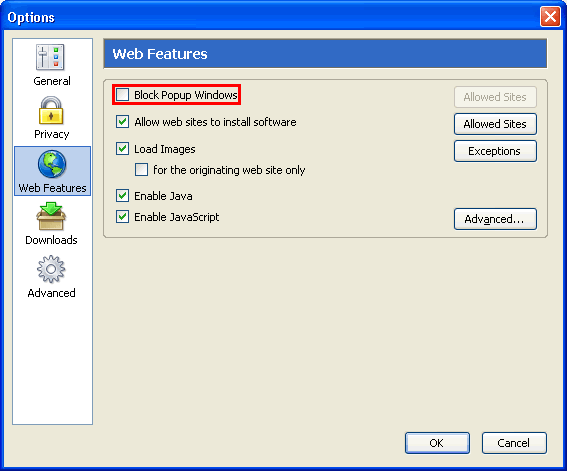 Options
General
Privacy
Web Features
Downloads
Advanced
Web Features
Block Popup Windows
Allowed Sites
Allow web sites to install software
Allowed Sites
Load Images
Exceptions
for the originating web site only
Enable Java
Enable JavaScript
Advanced...
OK
Cancel